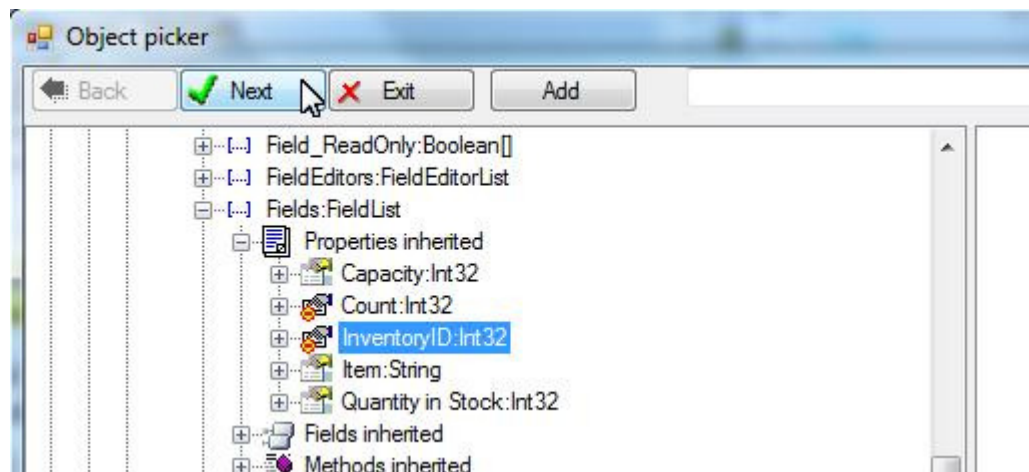 Object picker
Back Next Exit Add
[...] Field_ReadOnly:Boolean[]
[...] FieldEditors:FieldEditorList
[...] Fields:FieldList
Properties inherited
Capacity:Int32
Count:Int32
InventoryID:Int32
Item:String
Quantity in Stock:Int32
Fields inherited
Methods inherited